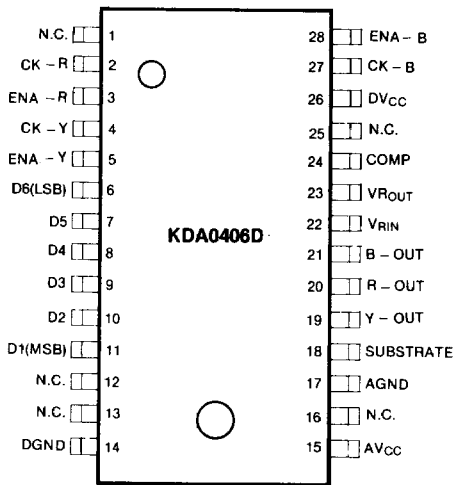 N.C. 1
CK - R 2
ENA - R 3
CK - Y 4
ENA - Y 5
D6(LSB) 6
D5 7
D4 8
D3 9
D2 10
D1(MSB) 11
N.C. 12
N.C. 13
DGND 14
KDA0406D
28 ENA - B
27 CK - B
26 DVCC
25 N.C.
24 COMP
23 VROUT
22 VRIN
21 B - OUT
20 R - OUT
19 Y - OUT
18 SUBSTRATE
17 AGND
16 N.C.
15 AVCC